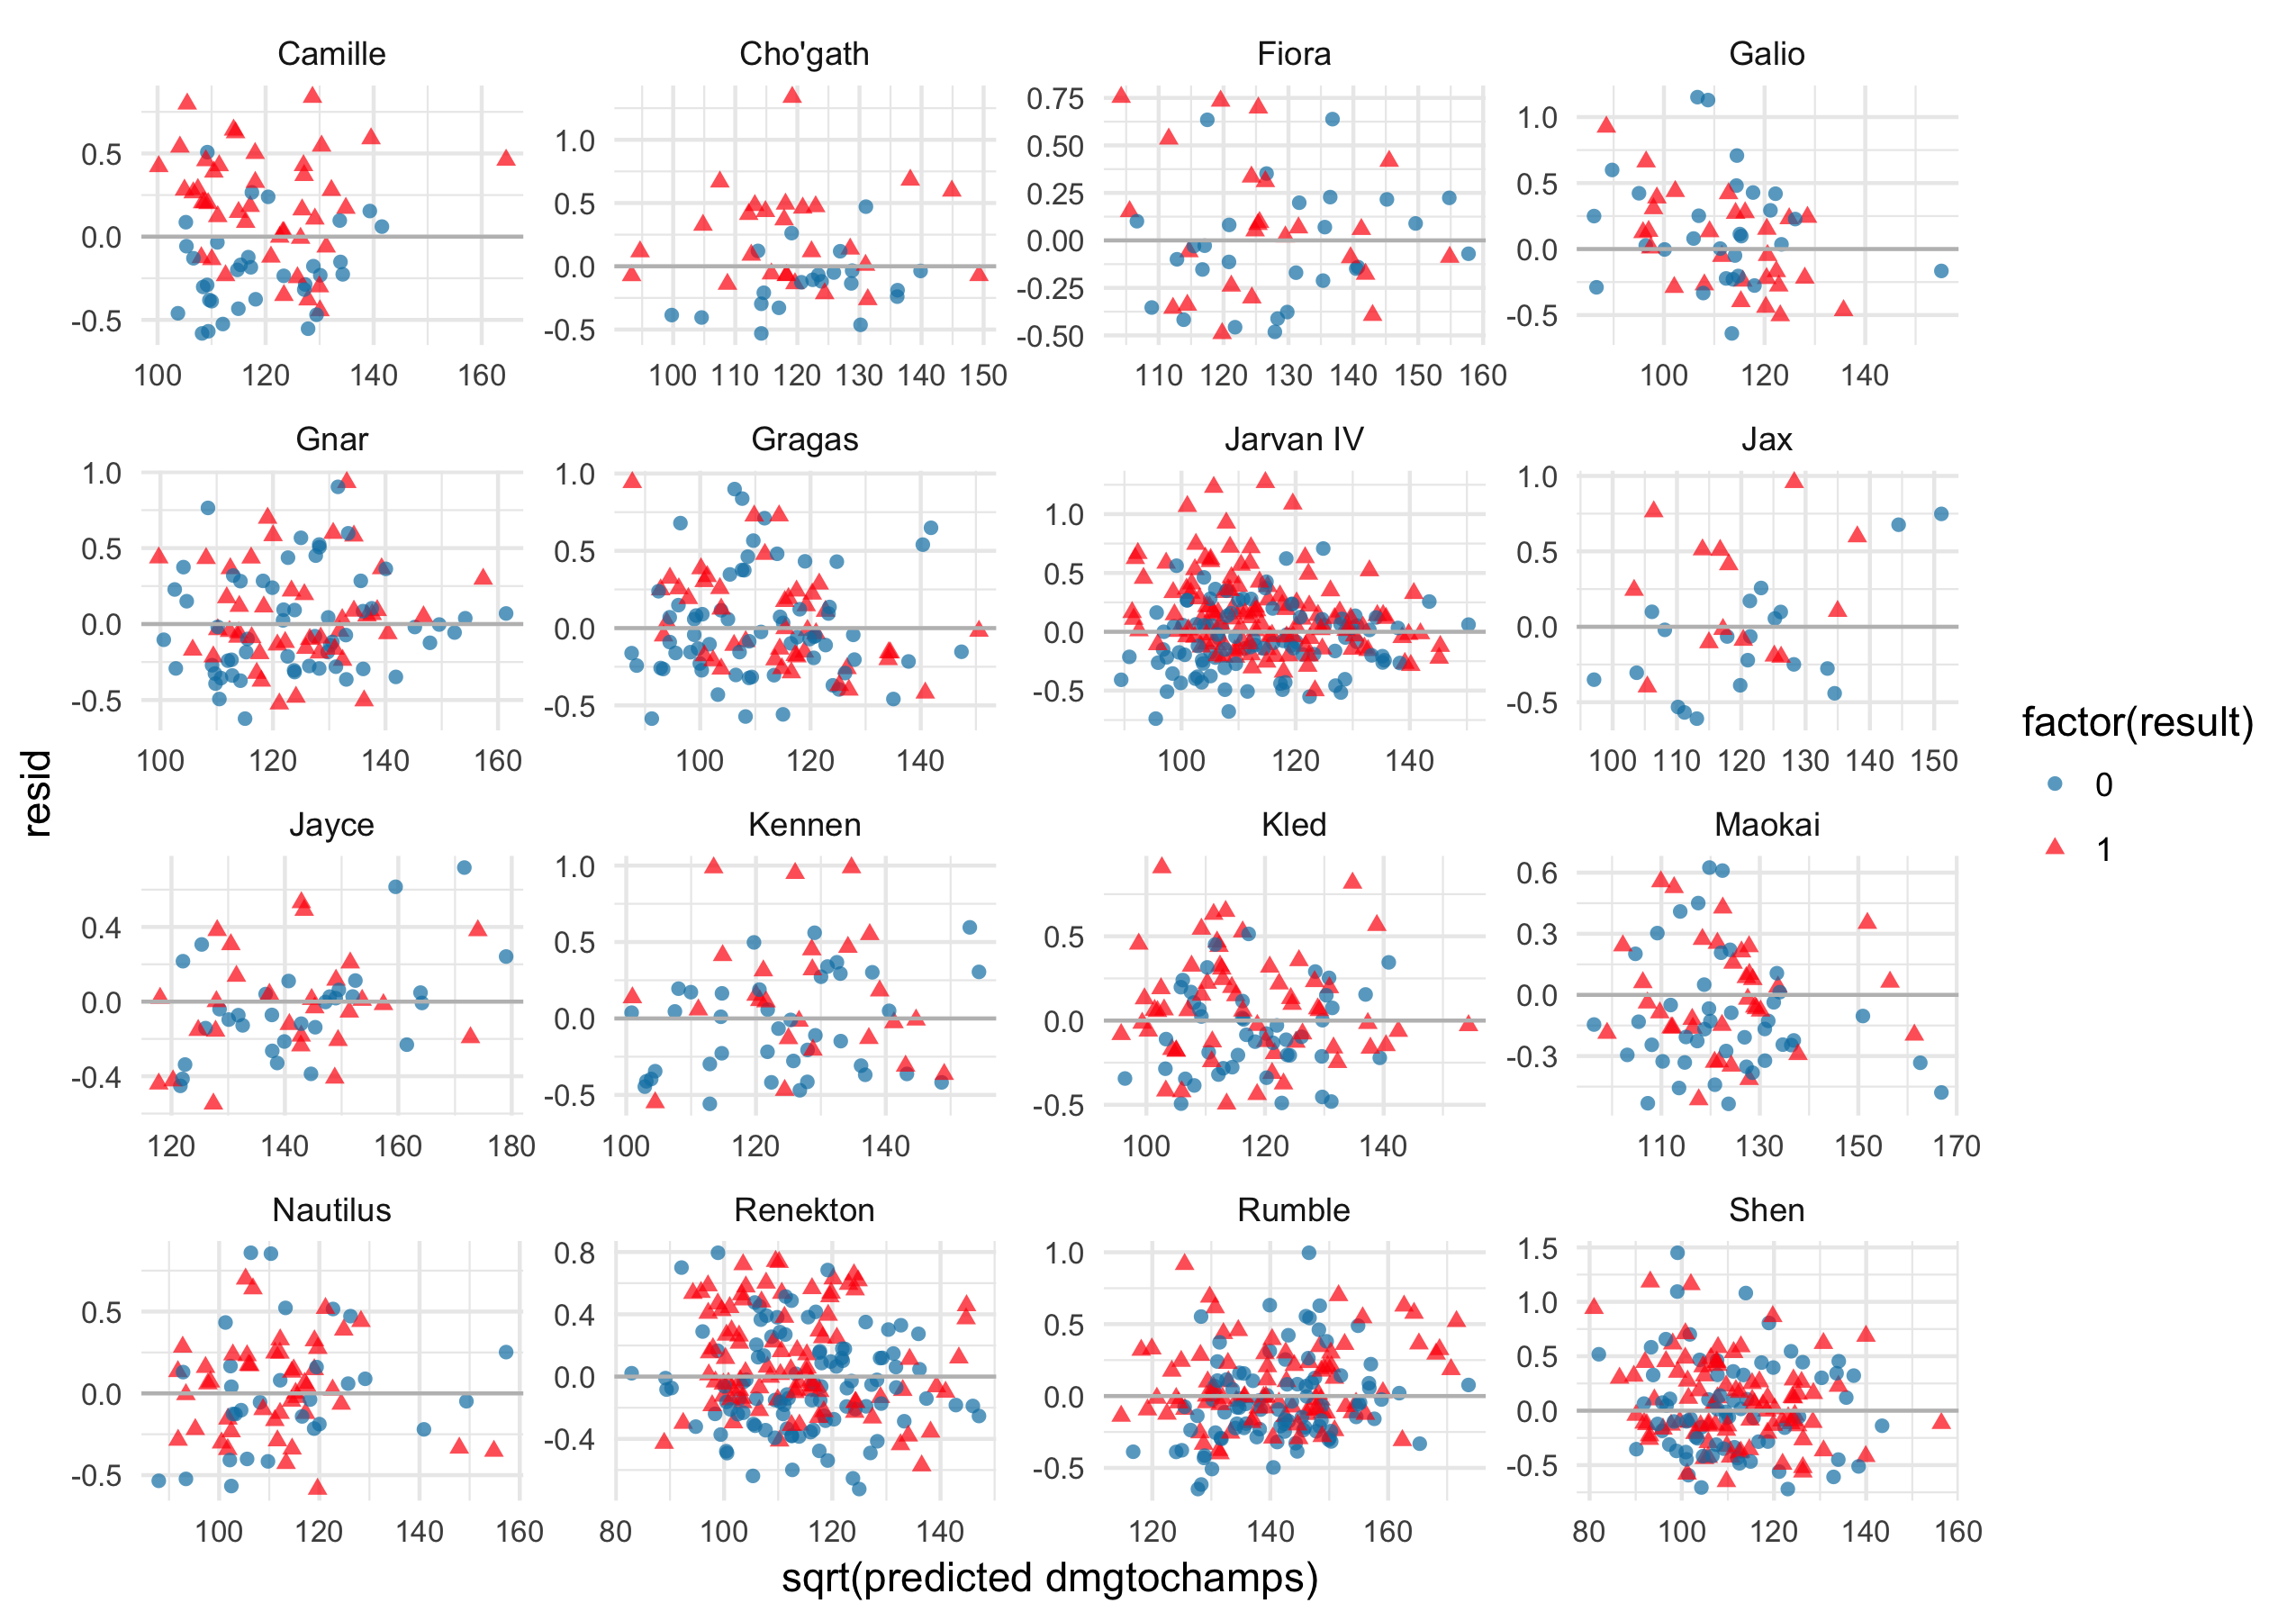 Camille
Cho'gath
Fiora
Galio
0.5
0.0
-0.5
100 120 140 160
1.0
0.5
0.0
-0.5
100 110 120 130 140 150
0.75
0.50
0.25
0.00
-0.25
-0.50
110 120 130 140 150 160
1.0
0.5
0.0
-0.5
100 120 140
Gnar
Gragas
Jarvan IV
Jax
1.0
0.5
0.0
-0.5
100 120 140 160
1.0
0.5
0.0
-0.5
100 120 140
1.0
0.5
0.0
-0.5
100 120 140
1.0
0.5
0.0
-0.5
100 110 120 130 140 150
Jayce
Kennen
Kled
Maokai
0.4
0.0
-0.4
120 130 140 150 160 170 180
1.0
0.5
0.0
-0.5
100 120 140
0.5
0.0
-0.5
100 120 140
0.6
0.3
0.0
-0.3
110 130 150 170
Nautilus
Renekton
Rumble
Shen
0.5
0.0
-0.5
100 120 140 160
0.8
0.4
0.0
-0.4
80 100 120 140
1.0
0.5
0.0
-0.5
120 140 160
1.5
1.0
0.5
0.0
-0.5
80 100 120 140 160
resid
sqrt(predicted dmgtochamps)
factor(result)
0
1